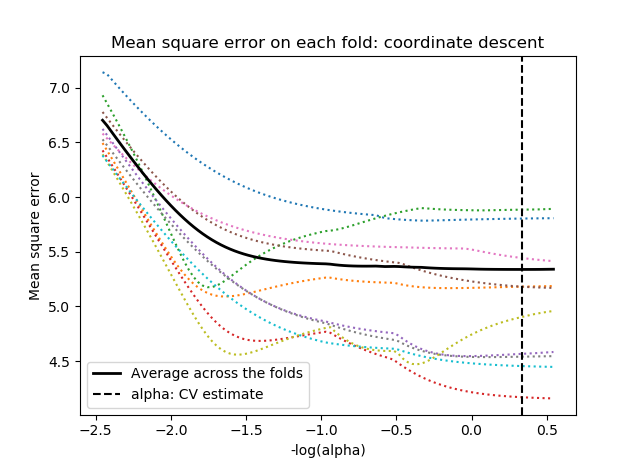 Mean square error on each fold: coordinate descent
Mean square error
7.0
6.5
6.0
5.5
5.0
4.5
Average across the folds
alpha: CV estimate
−2.5 −2.0 −1.5 −1.0 −0.5 0.0 0.5
-log(alpha)